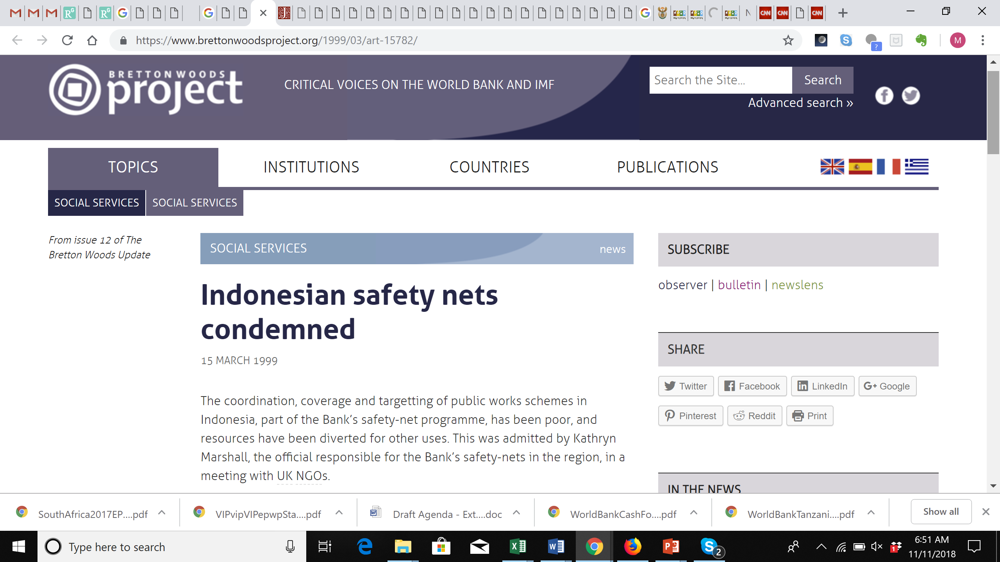 https://www.brettonwoodsproject.org/1999/03/art-15782/
?
M
BRETTON WOODS
project
CRITICAL VOICES ON THE WORLD BANK AND IMF
Search the Site...
Search
Advanced search »
TOPICS
INSTITUTIONS
COUNTRIES
PUBLICATIONS
SOCIAL SERVICES
SOCIAL SERVICES
From issue 12 of The
Bretton Woods Update
SOCIAL SERVICES
news
Indonesian safety nets
condemned
15 MARCH 1999
The coordination, coverage and targetting of public works schemes in
Indonesia, part of the Bank’s safety-net programme, has been poor, and
resources have been diverted for other uses. This was admitted by Kathryn
Marshall, the official responsible for the Bank’s safety-nets in the region, in a
meeting with UK NGOs.
SUBSCRIBE
observer | bulletin | newslens
SHARE
Twitter
Facebook
LinkedIn
G+ Google
Pinterest
Reddit
Print
IN THE NEWS
SouthAfrica2017EP....pdf
VIPvipVIPepwpSta....pdf
Draft Agenda - Ext....doc
WorldBankCashFo....pdf
WorldBankTanzani....pdf
Show all
Type here to search
2
1
6:51 AM
11/11/2018